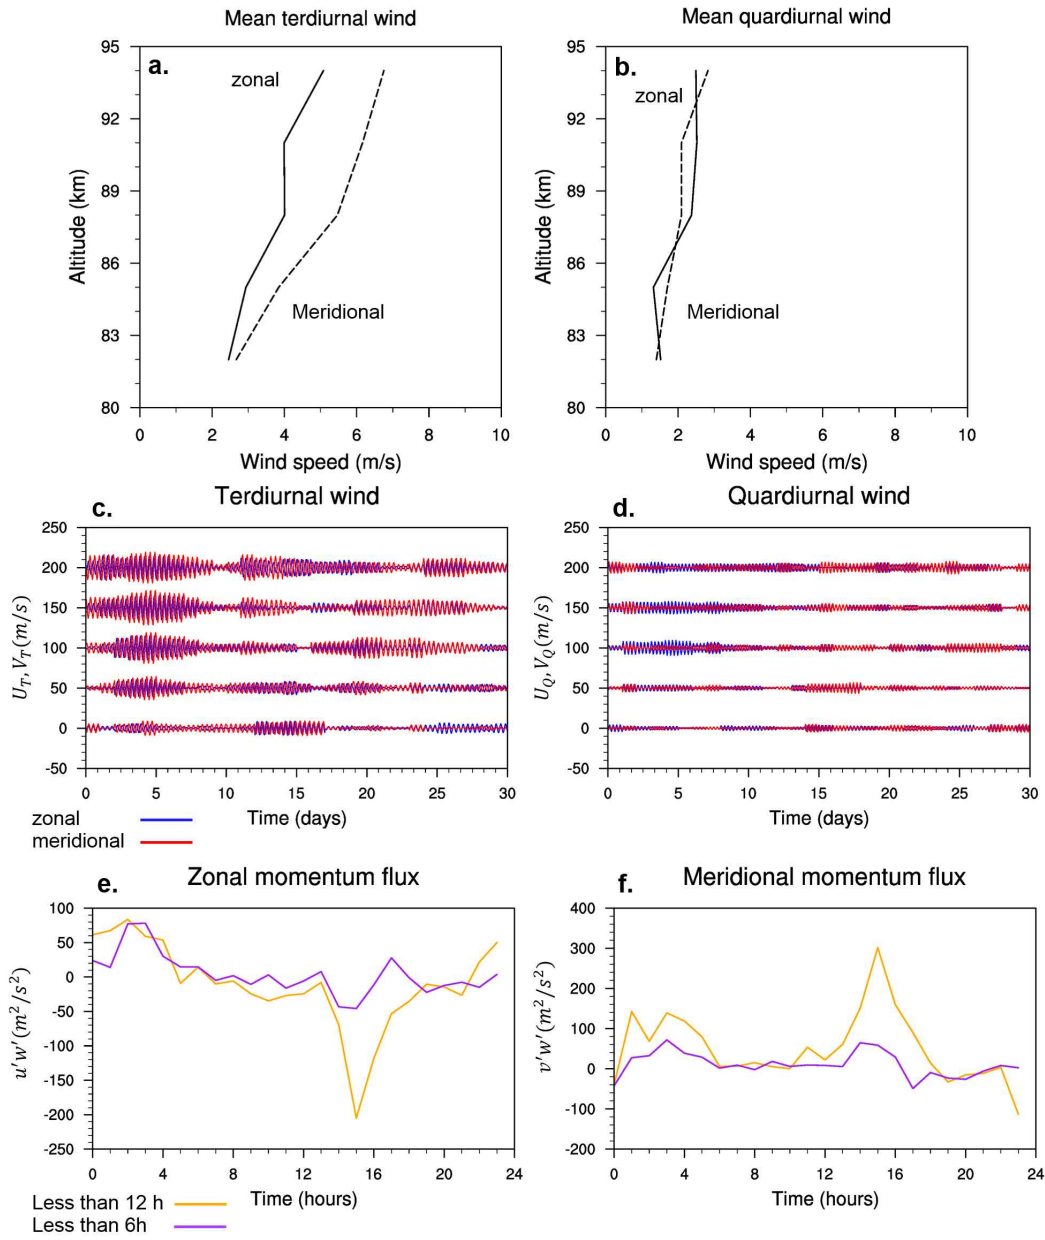 Mean terdiurnal wind
a.
zonal
Meridional
95
92
89
86
83
80
Altitude (km)
0 2 4 6 8 10
Wind speed (m/s)
Mean quardiurnal wind
b.
zonal
Meridional
95
92
89
86
83
80
Altitude (km)
0 2 4 6 8 10
Wind speed (m/s)
c.
Terdiurnal wind
250
200
150
100
50
0
-50
U_T, V_T(m/s)
0 5 10 15 20 25 30
Time (days)
zonal
meridional
d.
Quardiurnal wind
250
200
150
100
50
0
-50
U_Q, V_Q(m/s)
0 5 10 15 20 25 30
Time (days)
e.
Zonal momentum flux
100
50
0
-50
-100
-150
-200
-250
u'w'(m²/s²)
0 4 8 12 16 20 24
Time (hours)
Less than 12 h
Less than 6h
f.
Meridional momentum flux
400
300
200
100
0
-100
-200
v'w'(m²/s²)
0 4 8 12 16 20 24
Time (hours)